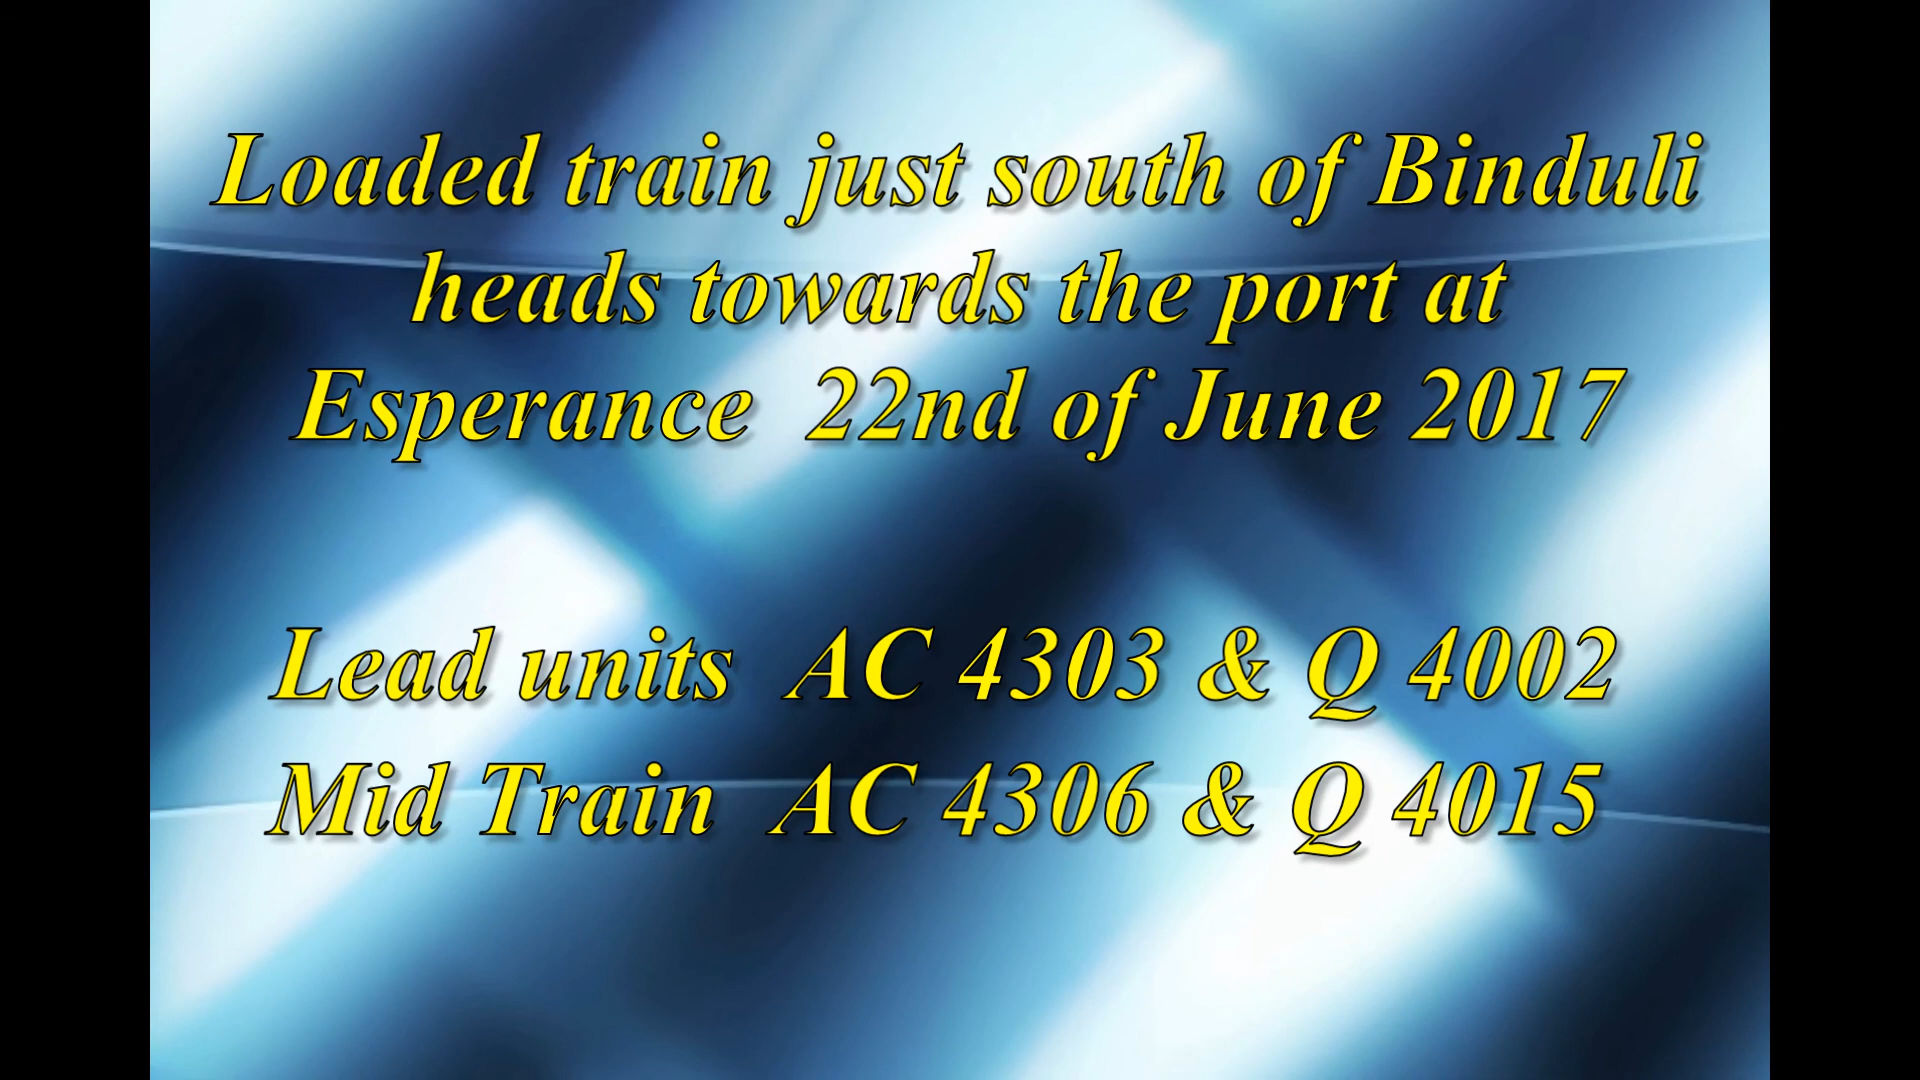 Loaded train just south of Binduli
heads towards the port at
Esperance  22nd of June 2017
Lead units  AC 4303 & Q 4002
Mid Train  AC 4306 & Q 4015